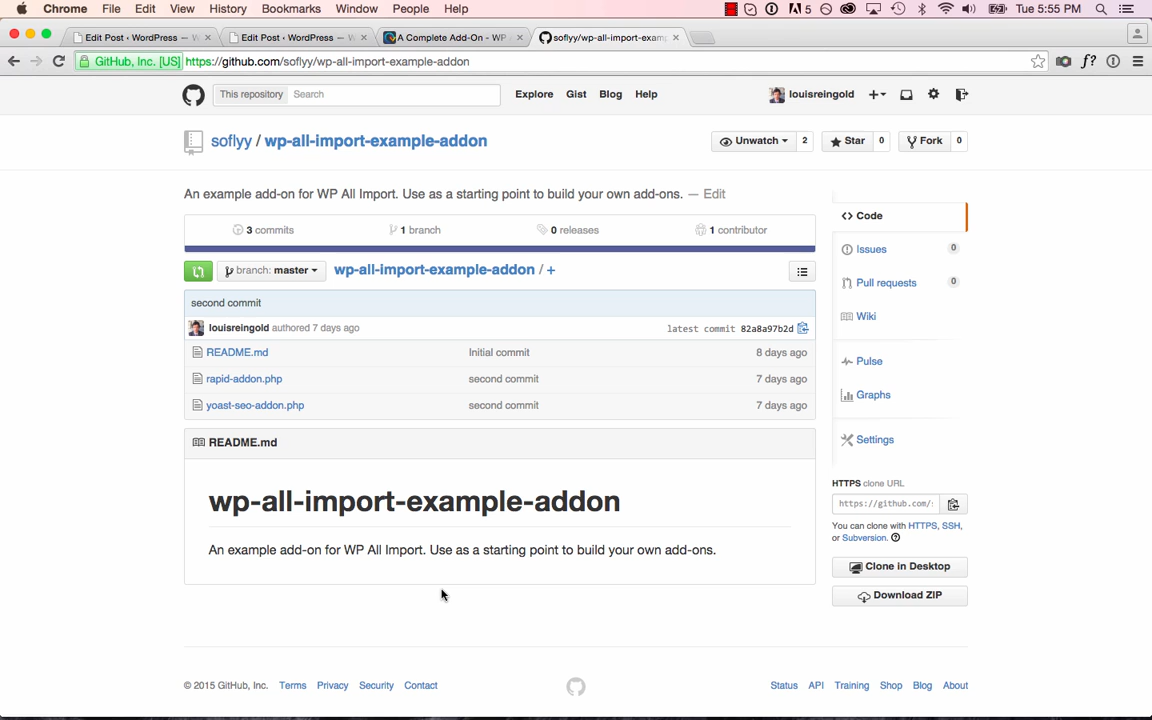 Chrome File Edit View History Bookmarks Window People Help 5 Tue 5:55 PM
Edit Post ‹ WordPress — Edit Post ‹ WordPress — A Complete Add-On - WP soflyy/wp-all-import-exam
GitHub, Inc. [US] https://github.com/soflyy/wp-all-import-example-addon f?
This repository Search Explore Gist Blog Help louisreingold +
soflyy / wp-all-import-example-addon Unwatch 2 Star 0 Fork 0
An example add-on for WP All Import. Use as a starting point to build your own add-ons. — Edit
3 commits 1 branch 0 releases 1 contributor
branch: master wp-all-import-example-addon / +
second commit
louisreingold authored 7 days ago latest commit 82a8a97b2d
README.md Initial commit 8 days ago
rapid-addon.php second commit 7 days ago
yoast-seo-addon.php second commit 7 days ago
README.md
wp-all-import-example-addon
An example add-on for WP All Import. Use as a starting point to build your own add-ons.
<> Code
Issues 0
Pull requests 0
Wiki
Pulse
Graphs
Settings
HTTPS clone URL
https://github.com/
You can clone with HTTPS, SSH,
or Subversion.
Clone in Desktop
Download ZIP
© 2015 GitHub, Inc. Terms Privacy Security Contact Status API Training Shop Blog About